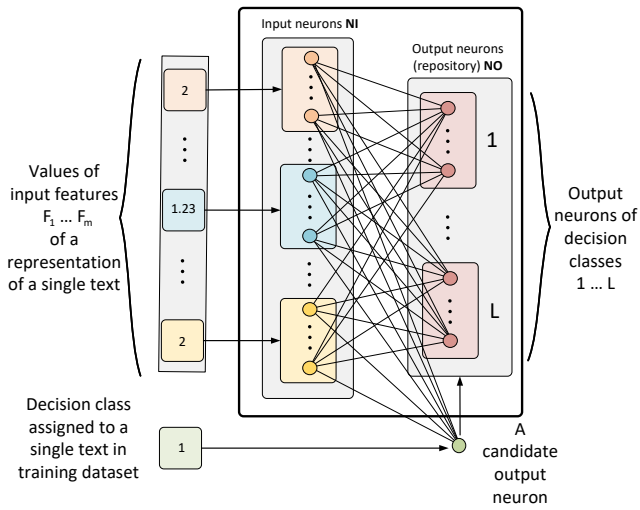 Input neurons NI
Output neurons
(repository) NO
2
1.23
2
1
L
Values of
input features
F1 ... Fm
of a
representation
of a single text
Output
neurons of
decision
classes
1 ... L
Decision class
assigned to a
single text in
training dataset
1
A
candidate
output
neuron